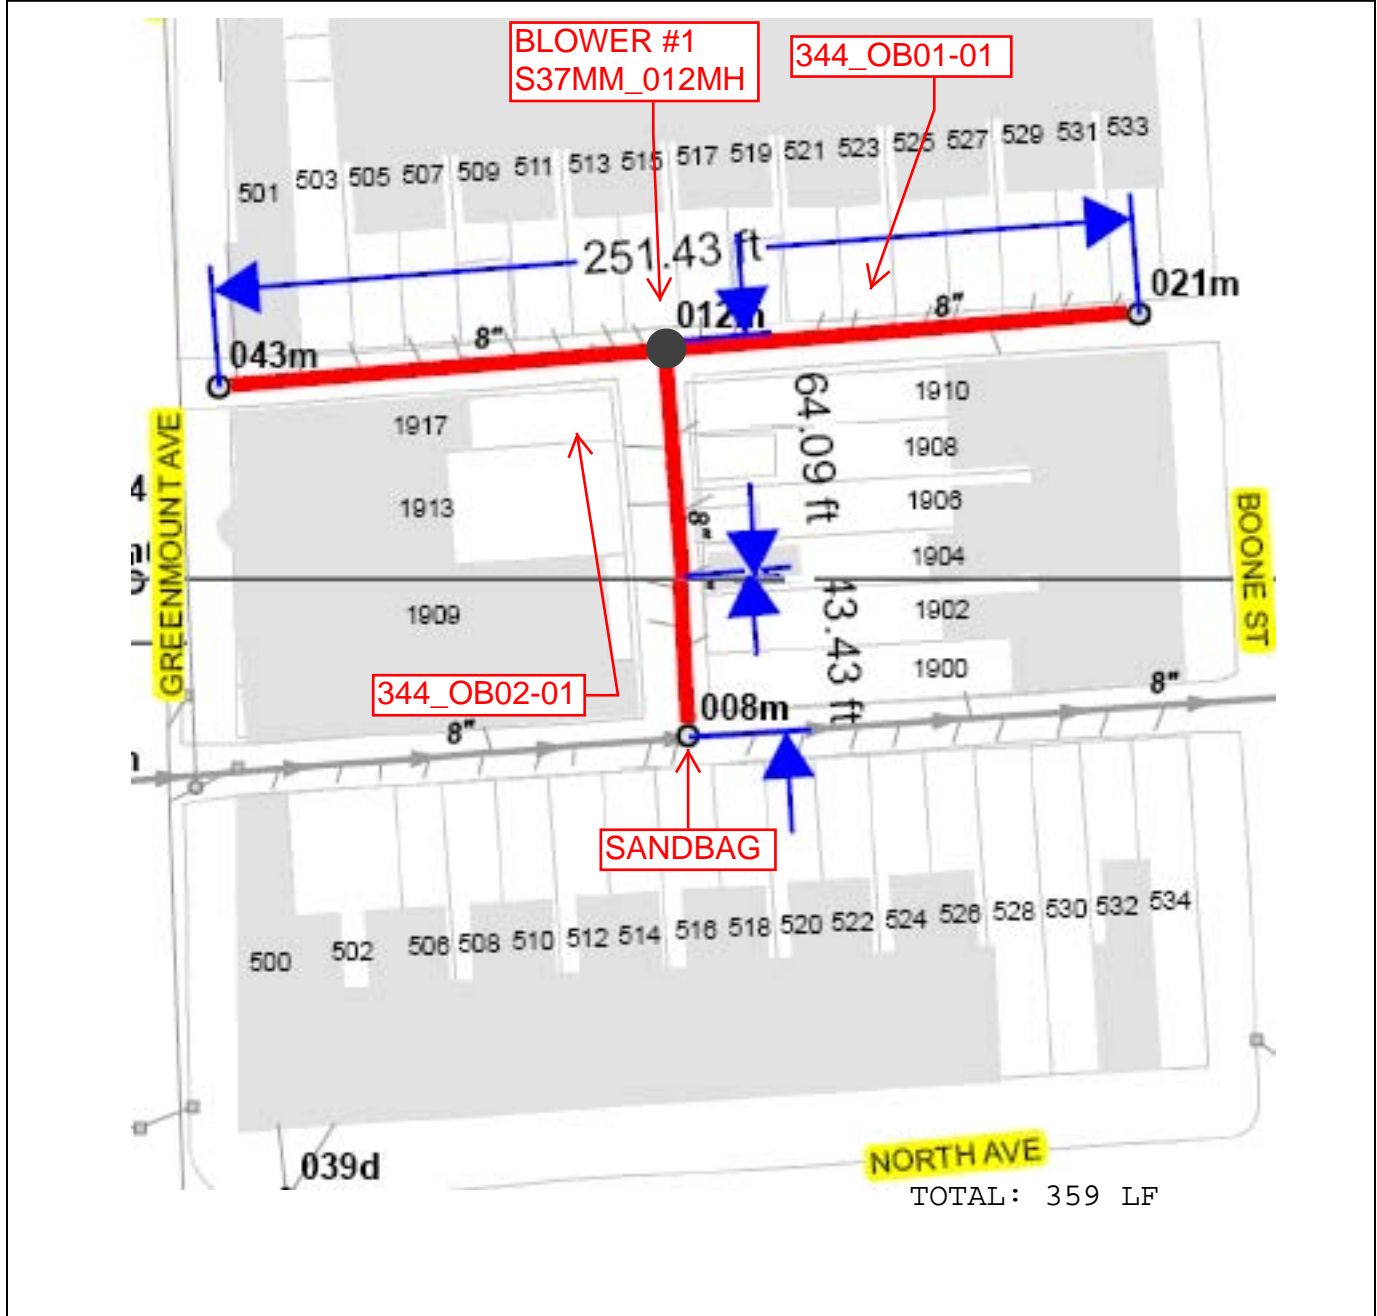 BLOWER #1
S37MM_012MH
344_OB01-01
501 503 505 507 509 511 513 515 517 519 521 523 525 527 529 531 533
251.43 ft
021m
012m
8"
8"
043m
GREENMOUNT AVE
1917
1913
1909
64.09 ft
8"
43.43 ft
1910
1908
1906
1904
1902
1900
BOONE ST
4
344_OB02-01
008m
8"
8"
SANDBAG
500 502 506 508 510 512 514 516 518 520 522 524 526 528 530 532 534
039d
NORTH AVE
TOTAL: 359 LF